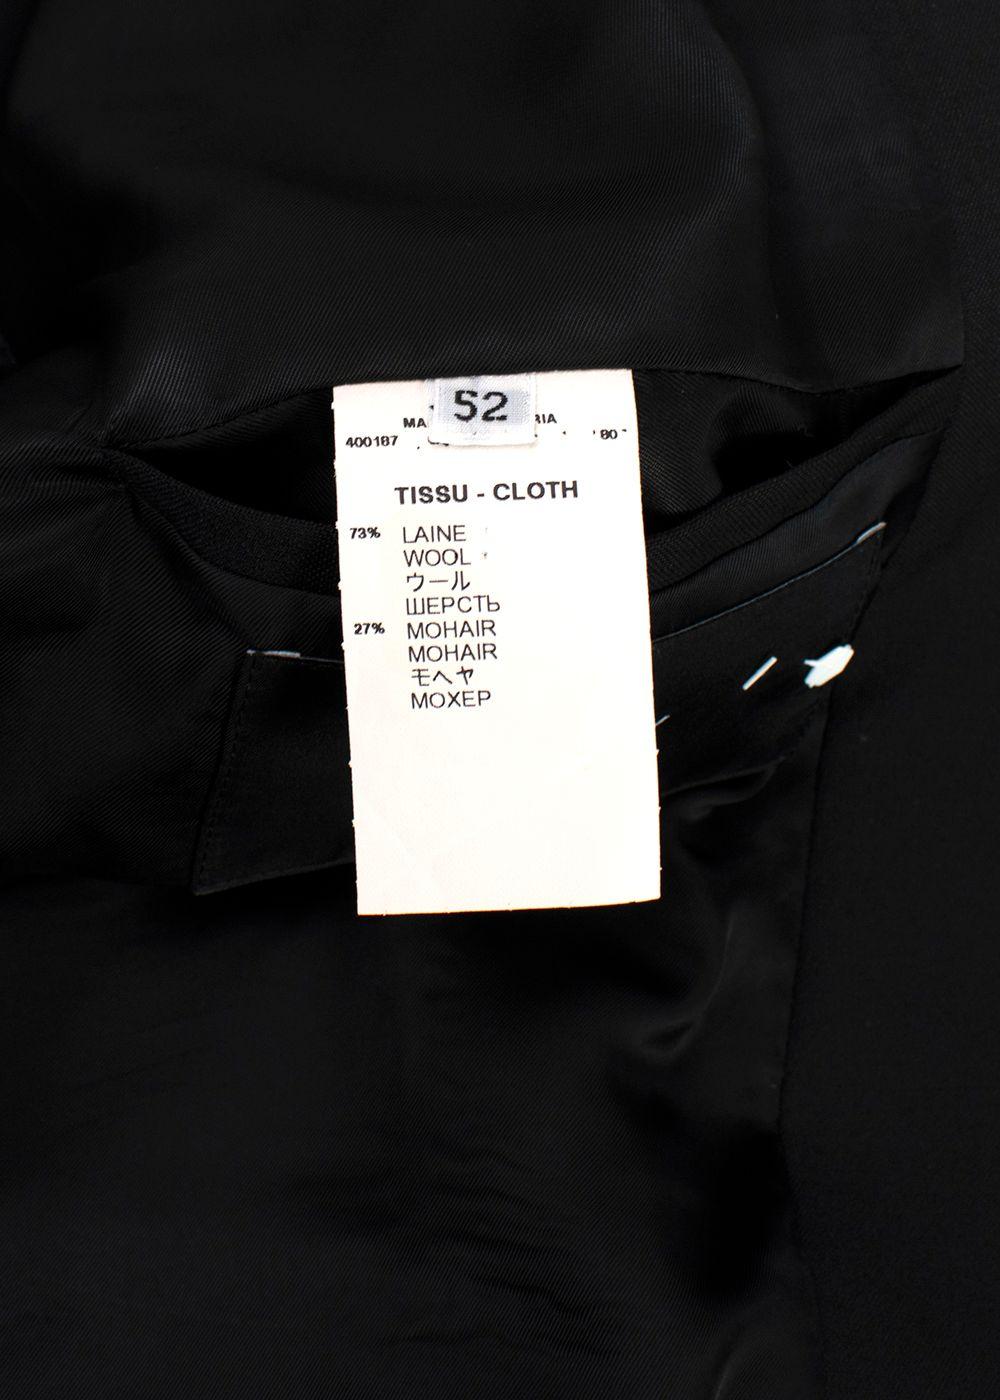 52
400187
TISSU - CLOTH
73% LAINE
WOOL
ウール
ШЕРСТЬ
27% MOHAIR
MOHAIR
モヘヤ
МОХЕР